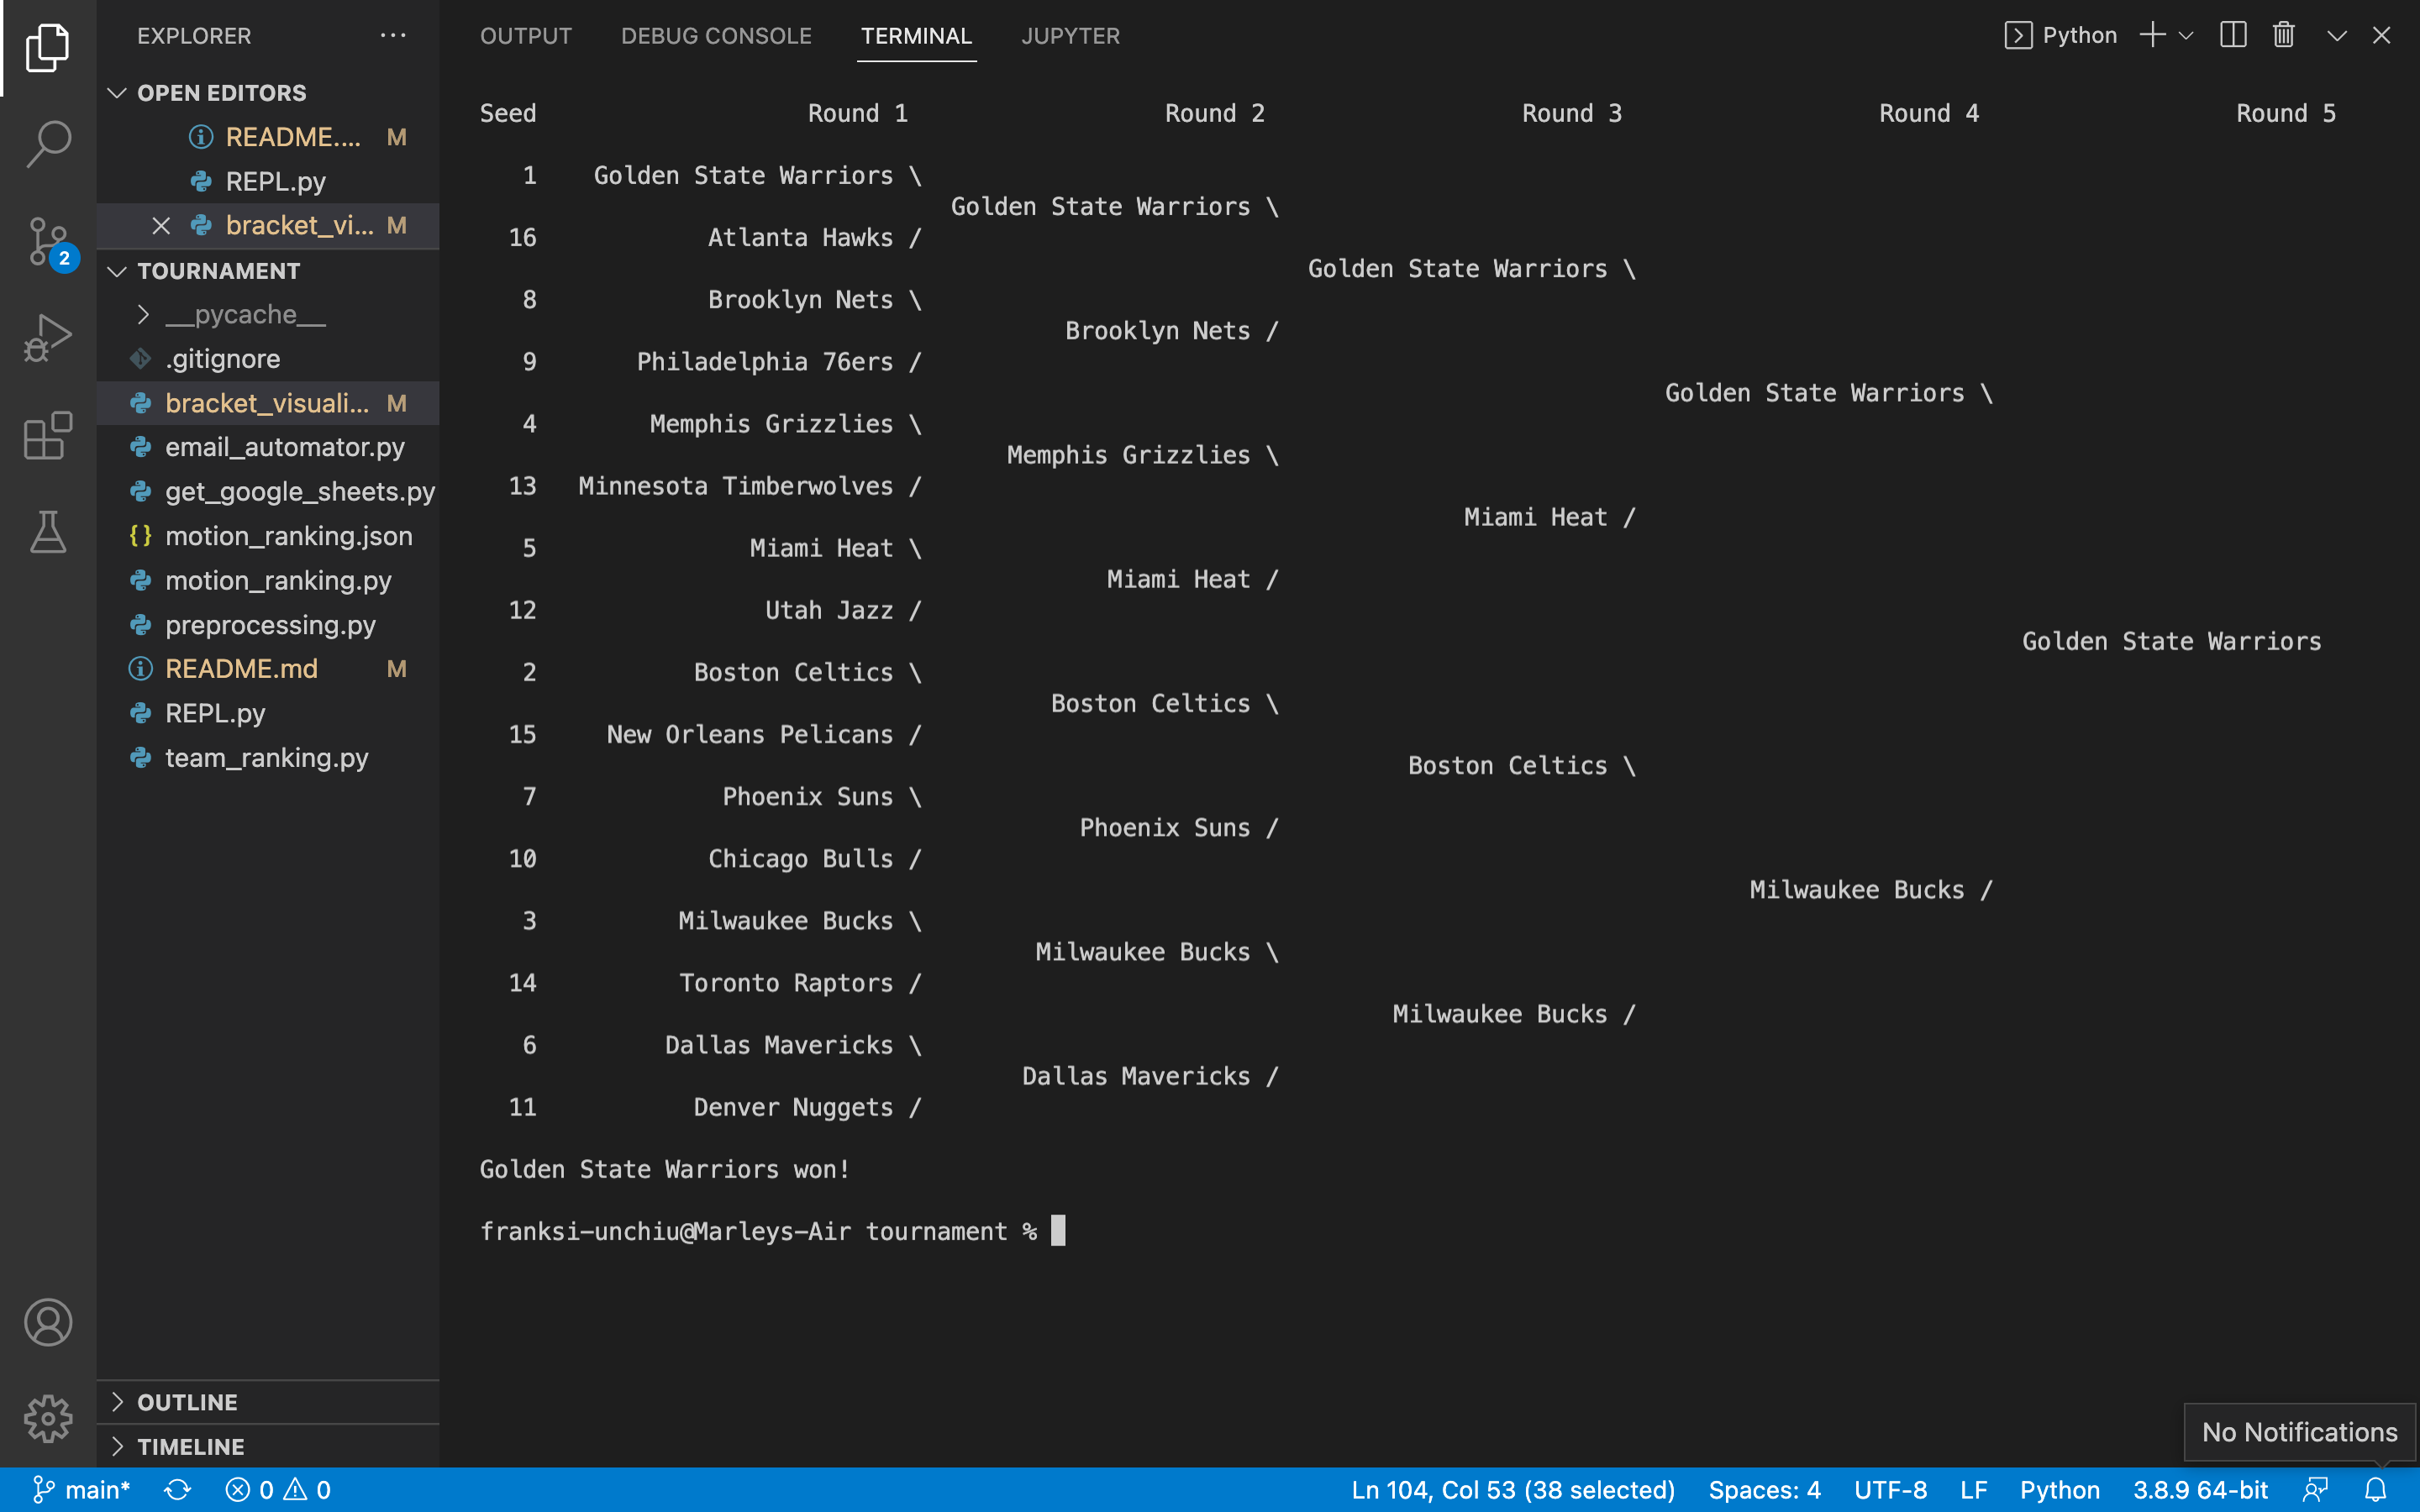 EXPLORER ···
OPEN EDITORS
README.... M
REPL.py
bracket_vi... M
2
TOURNAMENT
__pycache__
.gitignore
bracket_visuali... M
email_automator.py
get_google_sheets.py
{} motion_ranking.json
motion_ranking.py
preprocessing.py
README.md M
REPL.py
team_ranking.py
OUTLINE
TIMELINE
OUTPUT DEBUG CONSOLE TERMINAL JUPYTER Python
Seed Round 1 Round 2 Round 3 Round 4 Round 5
1 Golden State Warriors \
Golden State Warriors \
16 Atlanta Hawks /
Golden State Warriors \
8 Brooklyn Nets \
Brooklyn Nets /
9 Philadelphia 76ers /
Golden State Warriors \
4 Memphis Grizzlies \
Memphis Grizzlies \
13 Minnesota Timberwolves /
Miami Heat /
5 Miami Heat \
Miami Heat /
12 Utah Jazz /
Golden State Warriors
2 Boston Celtics \
Boston Celtics \
15 New Orleans Pelicans /
Boston Celtics \
7 Phoenix Suns \
Phoenix Suns /
10 Chicago Bulls /
Milwaukee Bucks /
3 Milwaukee Bucks \
Milwaukee Bucks \
14 Toronto Raptors /
Milwaukee Bucks /
6 Dallas Mavericks \
Dallas Mavericks /
11 Denver Nuggets /
Golden State Warriors won!
franksi-unchiu@Marleys-Air tournament %
No Notifications
main* 0 0 Ln 104, Col 53 (38 selected) Spaces: 4 UTF-8 LF Python 3.8.9 64-bit